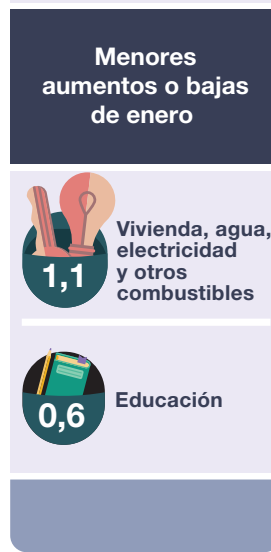 Menores
aumentos o bajas
de enero
Vivienda, agua,
electricidad
y otros
combustibles
1,1
Educación
0,6